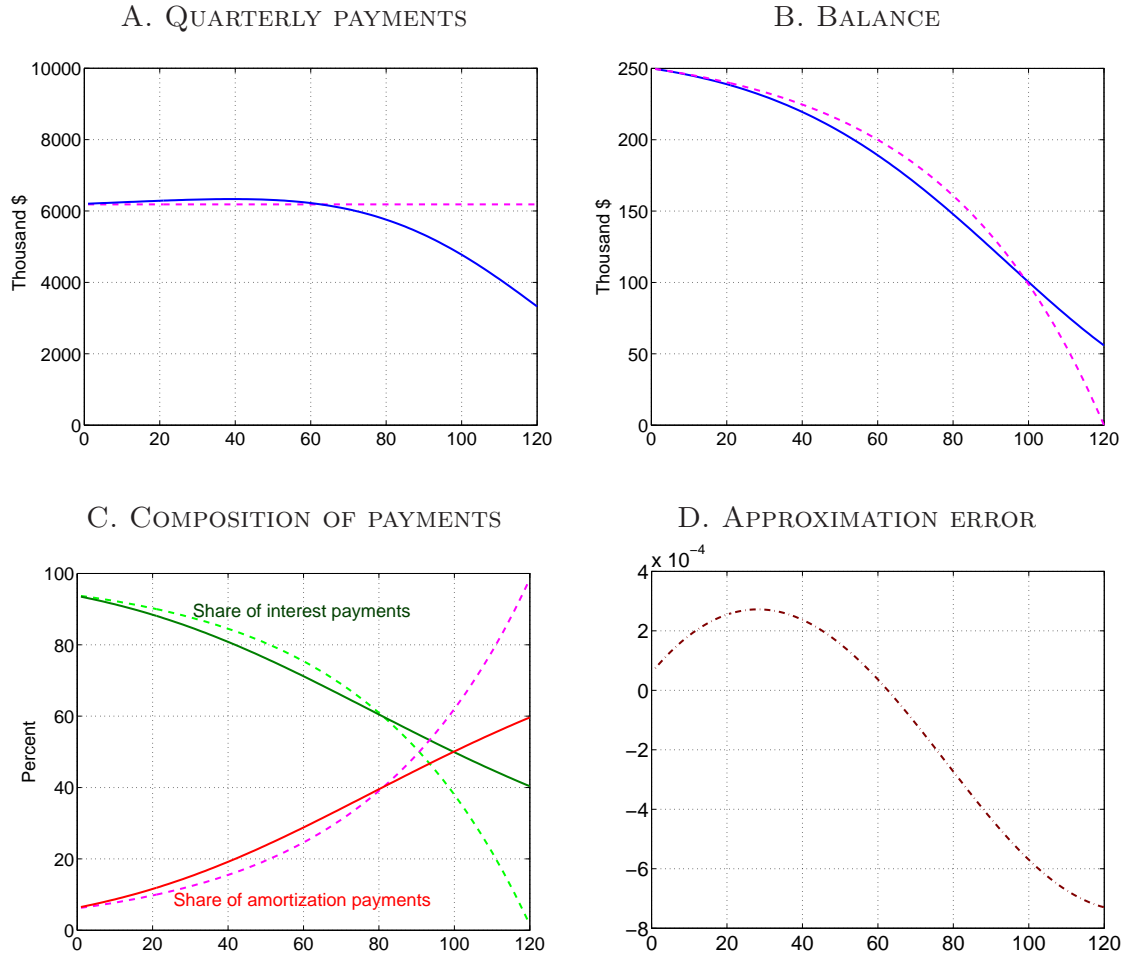 A. Quarterly payments
10000
8000
6000
4000
2000
0
Thousand $
0 20 40 60 80 100 120
B. Balance
250
200
150
100
50
0
Thousand $
0 20 40 60 80 100 120
C. Composition of payments
100
80
60
40
20
0
Percent
Share of interest payments
Share of amortization payments
0 20 40 60 80 100 120
D. Approximation error
x 10⁻⁴
4
2
0
−2
−4
−6
−8
0 20 40 60 80 100 120